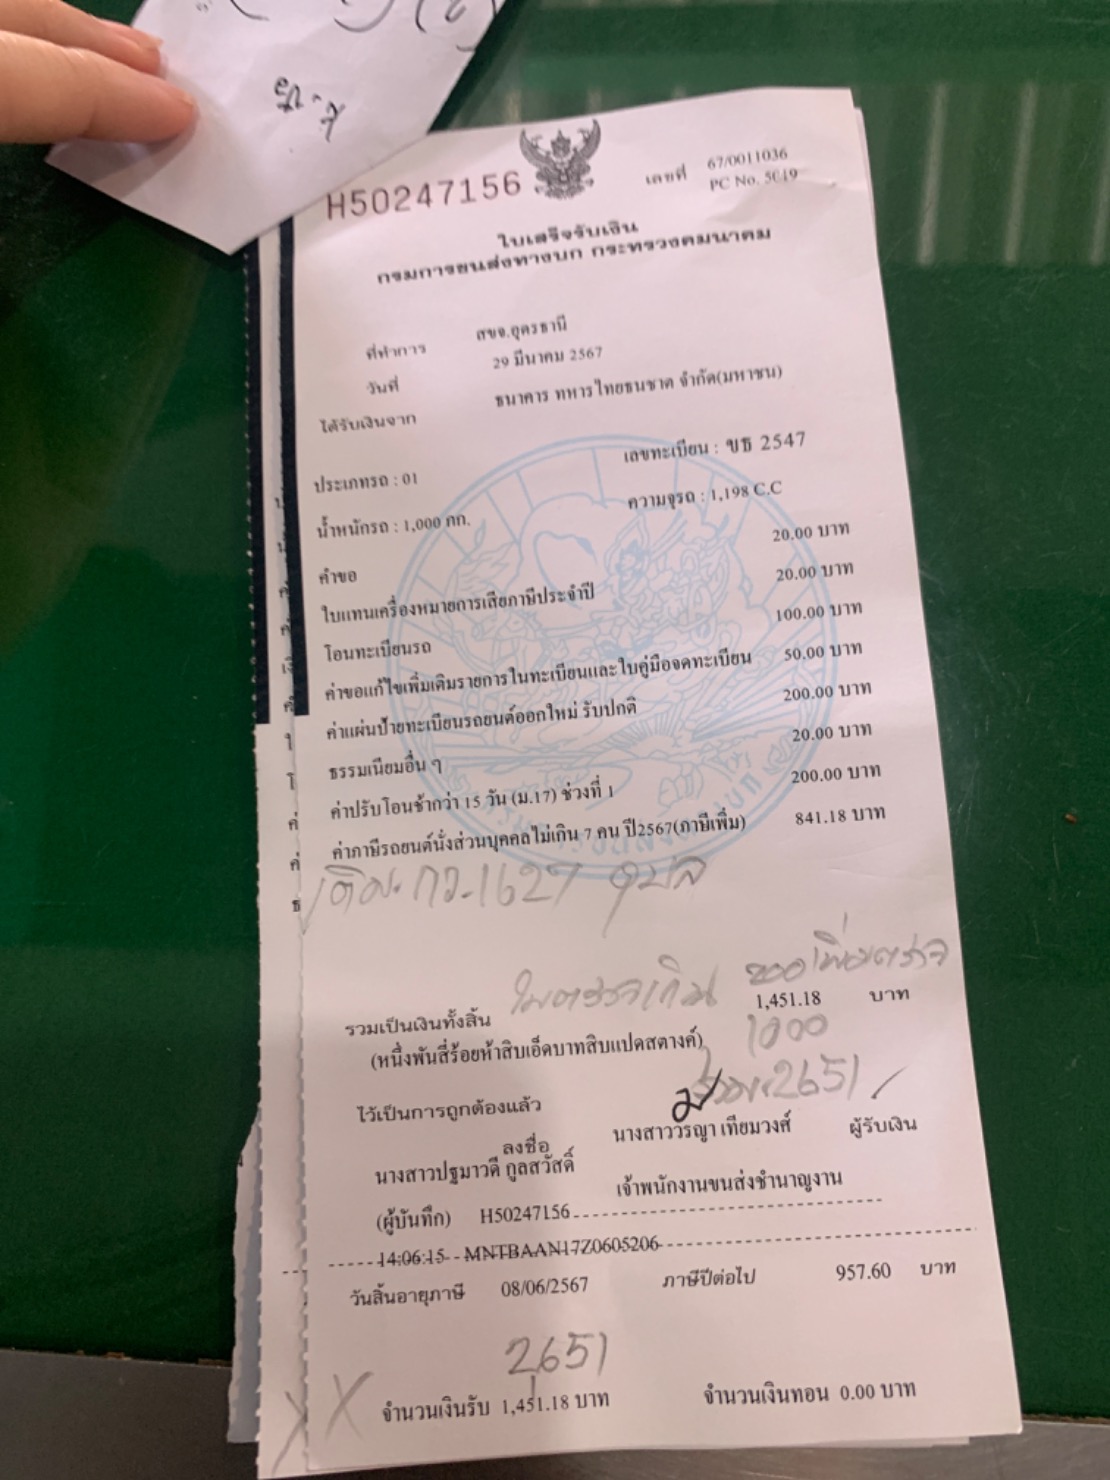 H50247156
เลขที่ 67/0011036
PC No. 5C19
ใบเสร็จรับเงิน
กรมการขนส่งทางบก กระทรวงคมนาคม
ที่ทำการ สขจ.อุดรธานี
วันที่ 29 มีนาคม 2567
ได้รับเงินจาก ธนาคาร ทหารไทยธนชาต จำกัด(มหาชน)
ประเภทรถ : 01 เลขทะเบียน : ขธ 2547
น้ำหนักรถ : 1,000 กก. ความจุรถ : 1,198 C.C
คำขอ 20.00 บาท
ใบแทนเครื่องหมายการเสียภาษีประจำปี 20.00 บาท
โอนทะเบียนรถ 100.00 บาท
ค่าขอแก้ไขเพิ่มเติมรายการในทะเบียนและใบคู่มือจดทะเบียน 50.00 บาท
ค่าแผ่นป้ายทะเบียนรถยนต์ออกใหม่ รับปกติ 200.00 บาท
ธรรมเนียมอื่น ๆ 20.00 บาท
ค่าปรับโอนช้ากว่า 15 วัน (ม.17) ช่วงที่ 1 200.00 บาท
ค่าภาษีรถยนต์นั่งส่วนบุคคลไม่เกิน 7 คน ปี2567(ภาษีเพิ่ม) 841.18 บาท
เดิม กว-1627 อุบล
ใบตรวจเกิน 200 เพิ่มตรวจ
รวมเป็นเงินทั้งสิ้น 1,451.18 บาท
(หนึ่งพันสี่ร้อยห้าสิบเอ็ดบาทสิบแปดสตางค์) 1000
รวม 2651
ไว้เป็นการถูกต้องแล้ว
ลงชื่อ นางสาววรญา เทียมวงศ์ ผู้รับเงิน
นางสาวปฐมาวดี กูลสวัสดิ์ เจ้าพนักงานขนส่งชำนาญงาน
(ผู้บันทึก) H50247156
14:06:15 MNTBAAN17Z0605206
วันสิ้นอายุภาษี 08/06/2567 ภาษีปีต่อไป 957.60 บาท
2651
จำนวนเงินรับ 1,451.18 บาท จำนวนเงินทอน 0.00 บาท